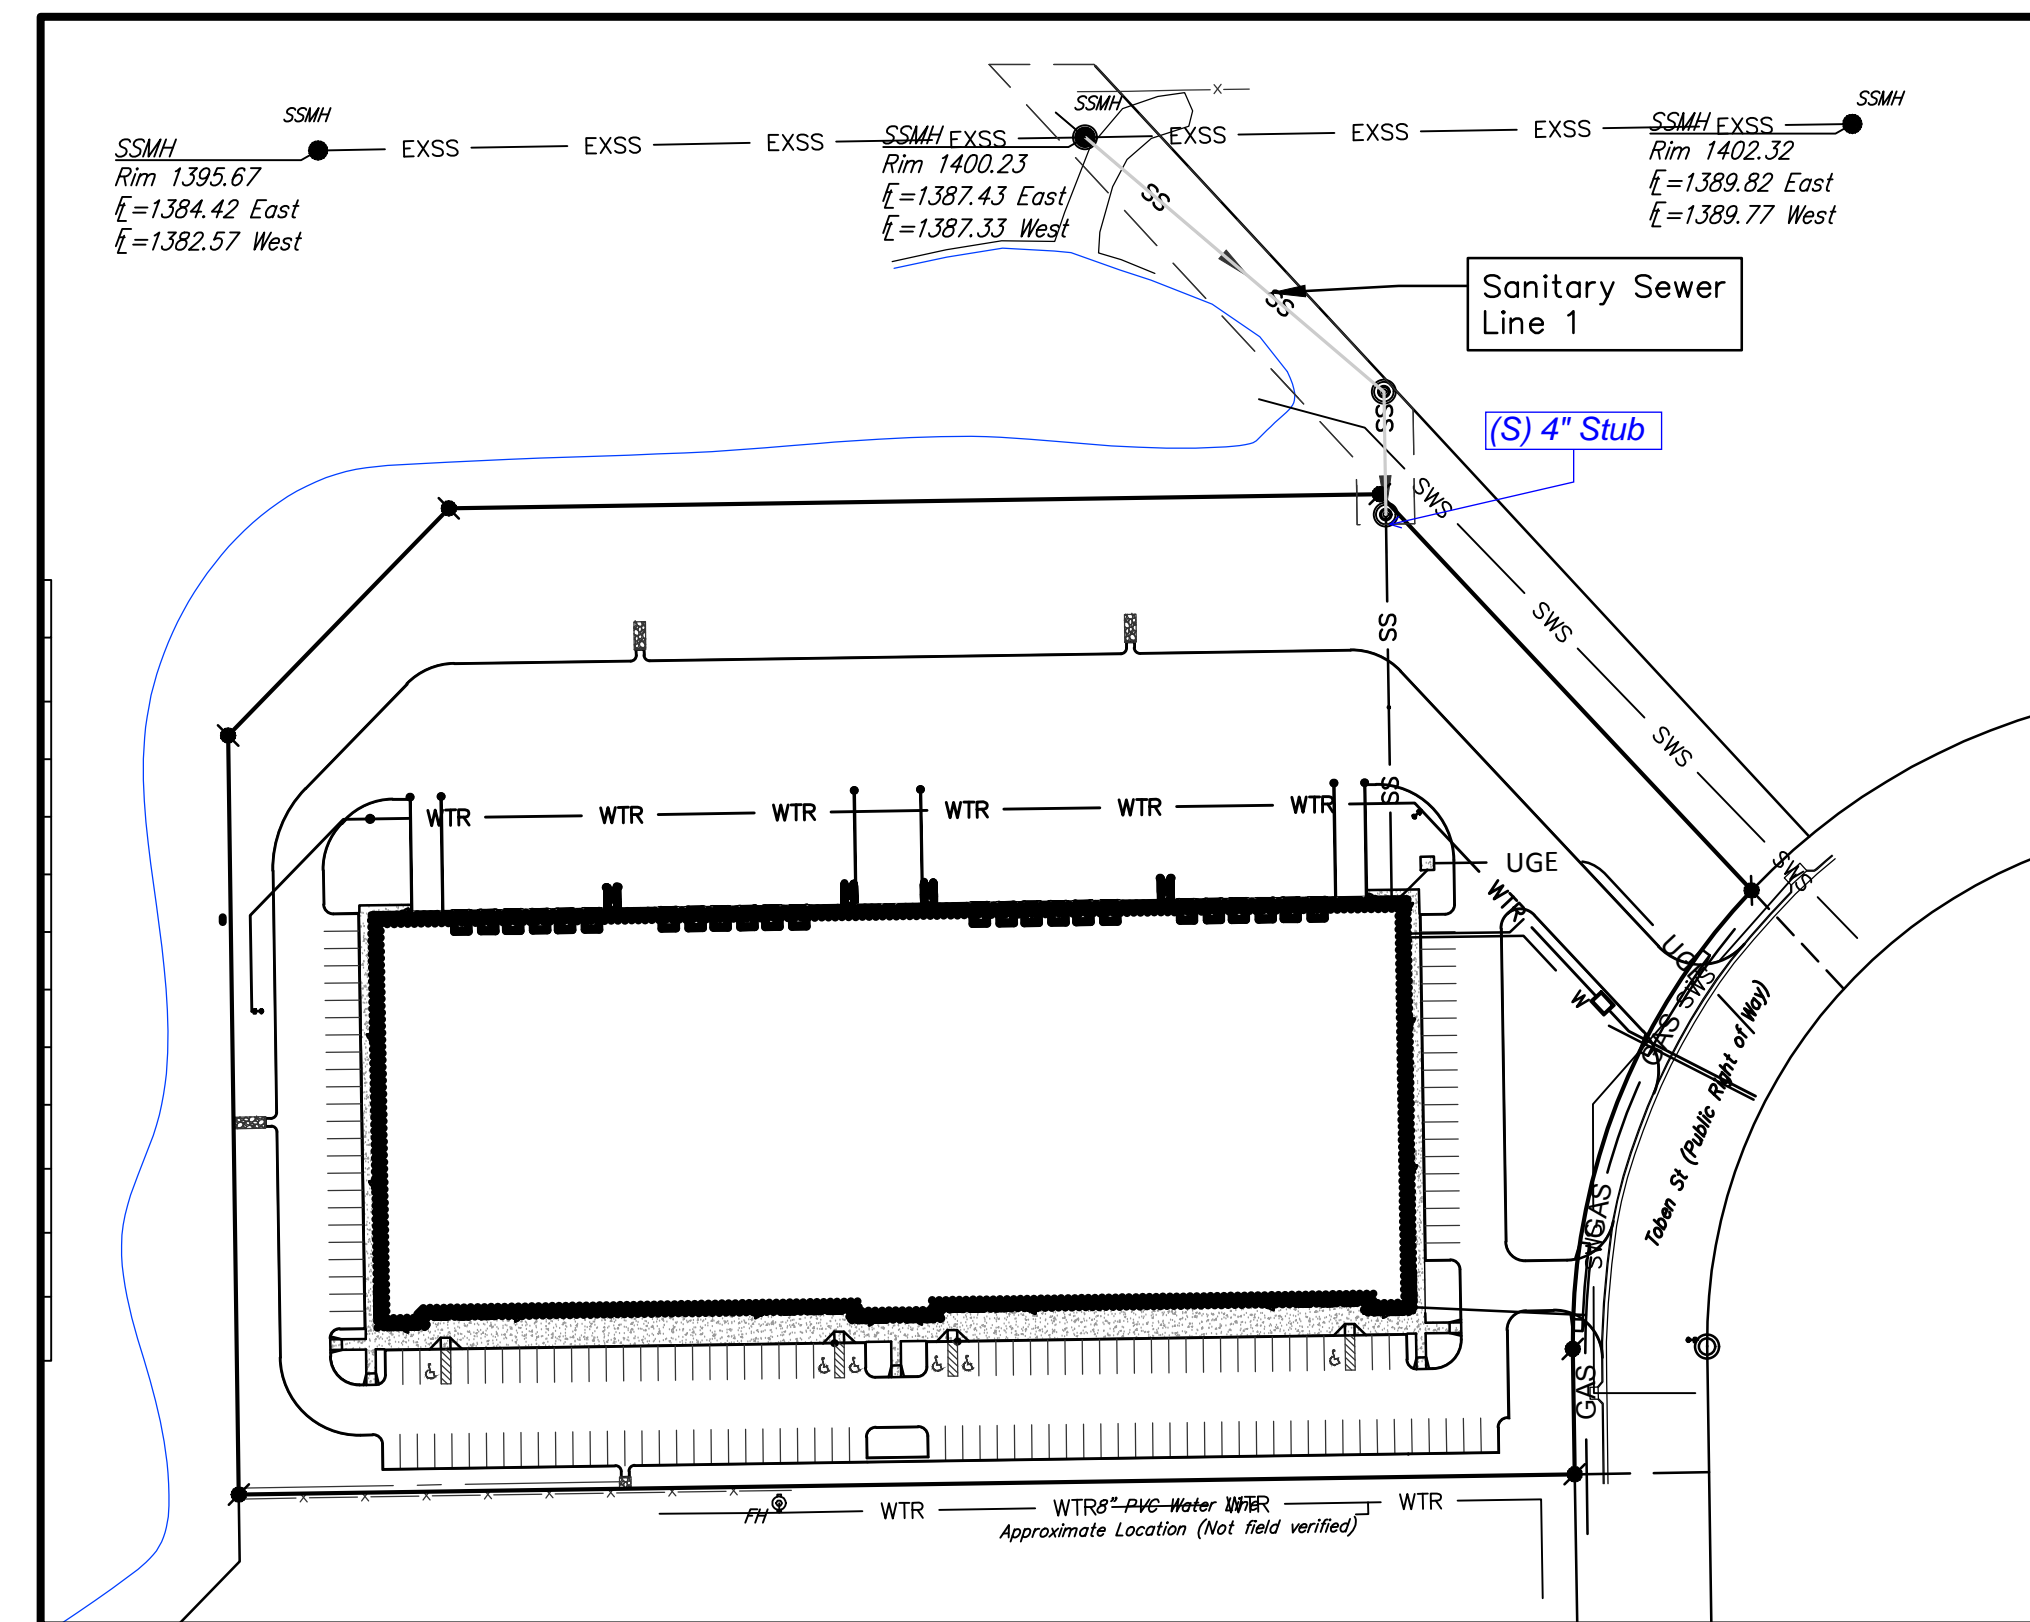 SSMH
SSMH
SSMH
SSMH
Rim 1395.67
℄=1384.42 East
℄=1382.57 West
EXSS
EXSS
EXSS
SSMH
EXSS
Rim 1400.23
℄=1387.43 East
℄=1387.33 West
EXSS
EXSS
EXSS
SSMH
EXSS
Rim 1402.32
℄=1389.82 East
℄=1389.77 West
SS
SS
Sanitary Sewer
Line 1
SS
(S) 4" Stub
SWS
SWS
SS
SWS
SS
WTR
WTR
WTR
WTR
WTR
WTR
UGE
SWS
WTR
W
SWS
GAS
Toben St (Public Right of Way)
GAS
GAS
FH
WTR
WTR
8" PVC Water Line
WTR
WTR
Approximate Location (Not field verified)